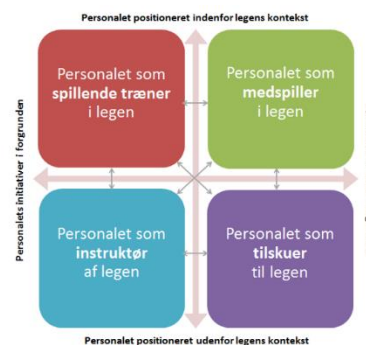 Personalet positioneret indenfor legens kontekst
Personalets initiativer i forgrunden
Personalet som
spillende træner
i legen
Personalet som
medspiller
i legen
Personalet som
instruktør
af legen
Personalet som
tilskuer
til legen
Personalet positioneret udenfor legens kontekst